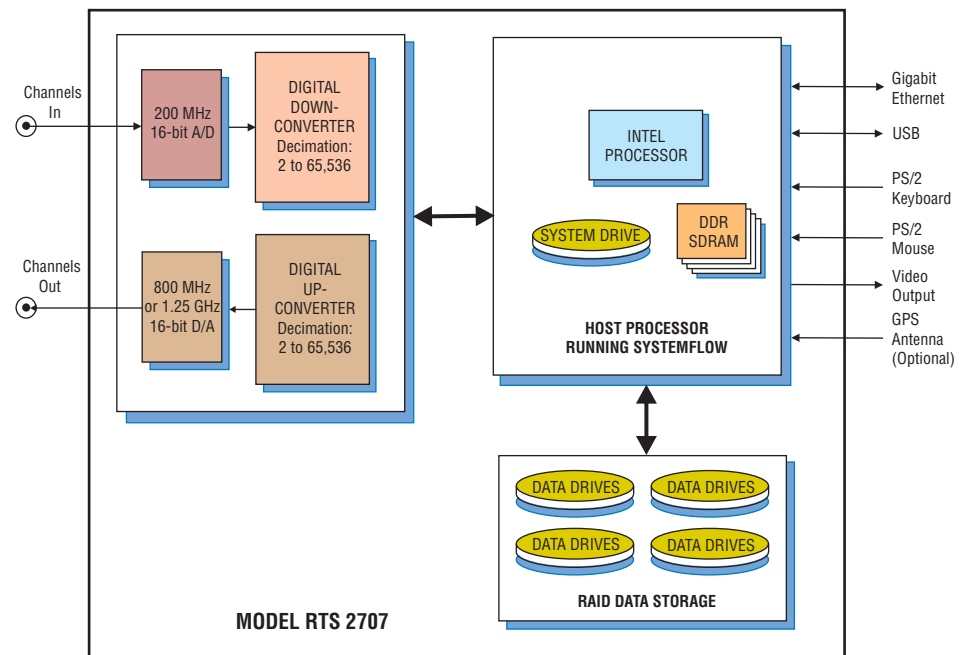 Channels
In
200 MHz
16-bit A/D
DIGITAL
DOWN-
CONVERTER
Decimation:
2 to 65,536
Channels
Out
800 MHz
or 1.25 GHz
16-bit D/A
DIGITAL
UP-
CONVERTER
Decimation:
2 to 65,536
INTEL
PROCESSOR
SYSTEM DRIVE
DDR
SDRAM
HOST PROCESSOR
RUNNING SYSTEMFLOW
Gigabit
Ethernet
USB
PS/2
Keyboard
PS/2
Mouse
Video
Output
GPS
Antenna
(Optional)
DATA DRIVES
DATA DRIVES
DATA DRIVES
DATA DRIVES
RAID DATA STORAGE
MODEL RTS 2707